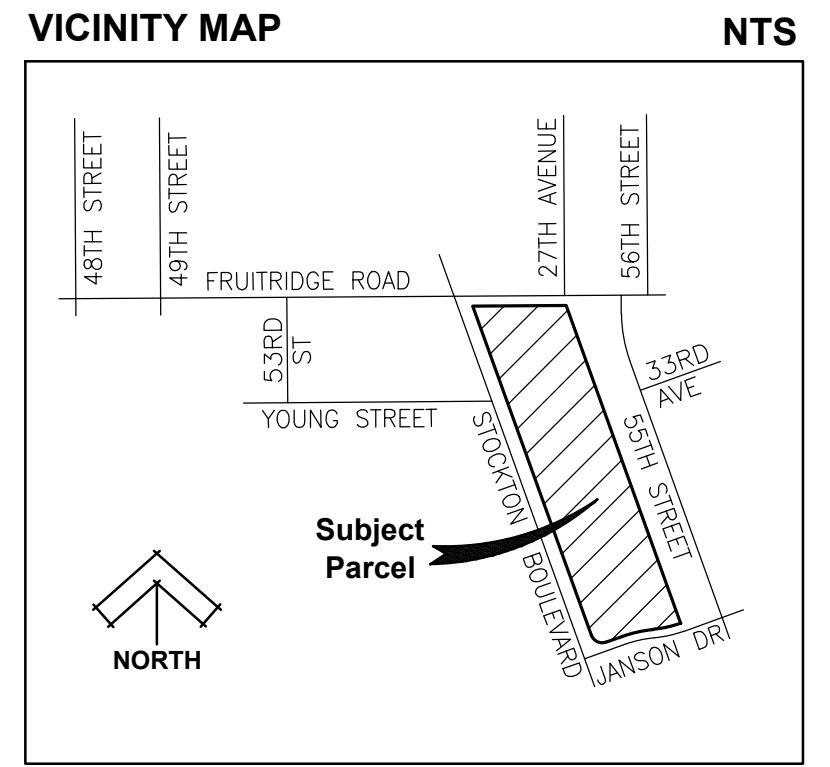 VICINITY MAP
NTS
48TH STREET
49TH STREET
27TH AVENUE
56TH STREET
FRUITRIDGE ROAD
53RD
ST
33RD
AVE
YOUNG STREET
STOCKTON BOULEVARD
55TH STREET
Subject
Parcel
NORTH
JANSON DR